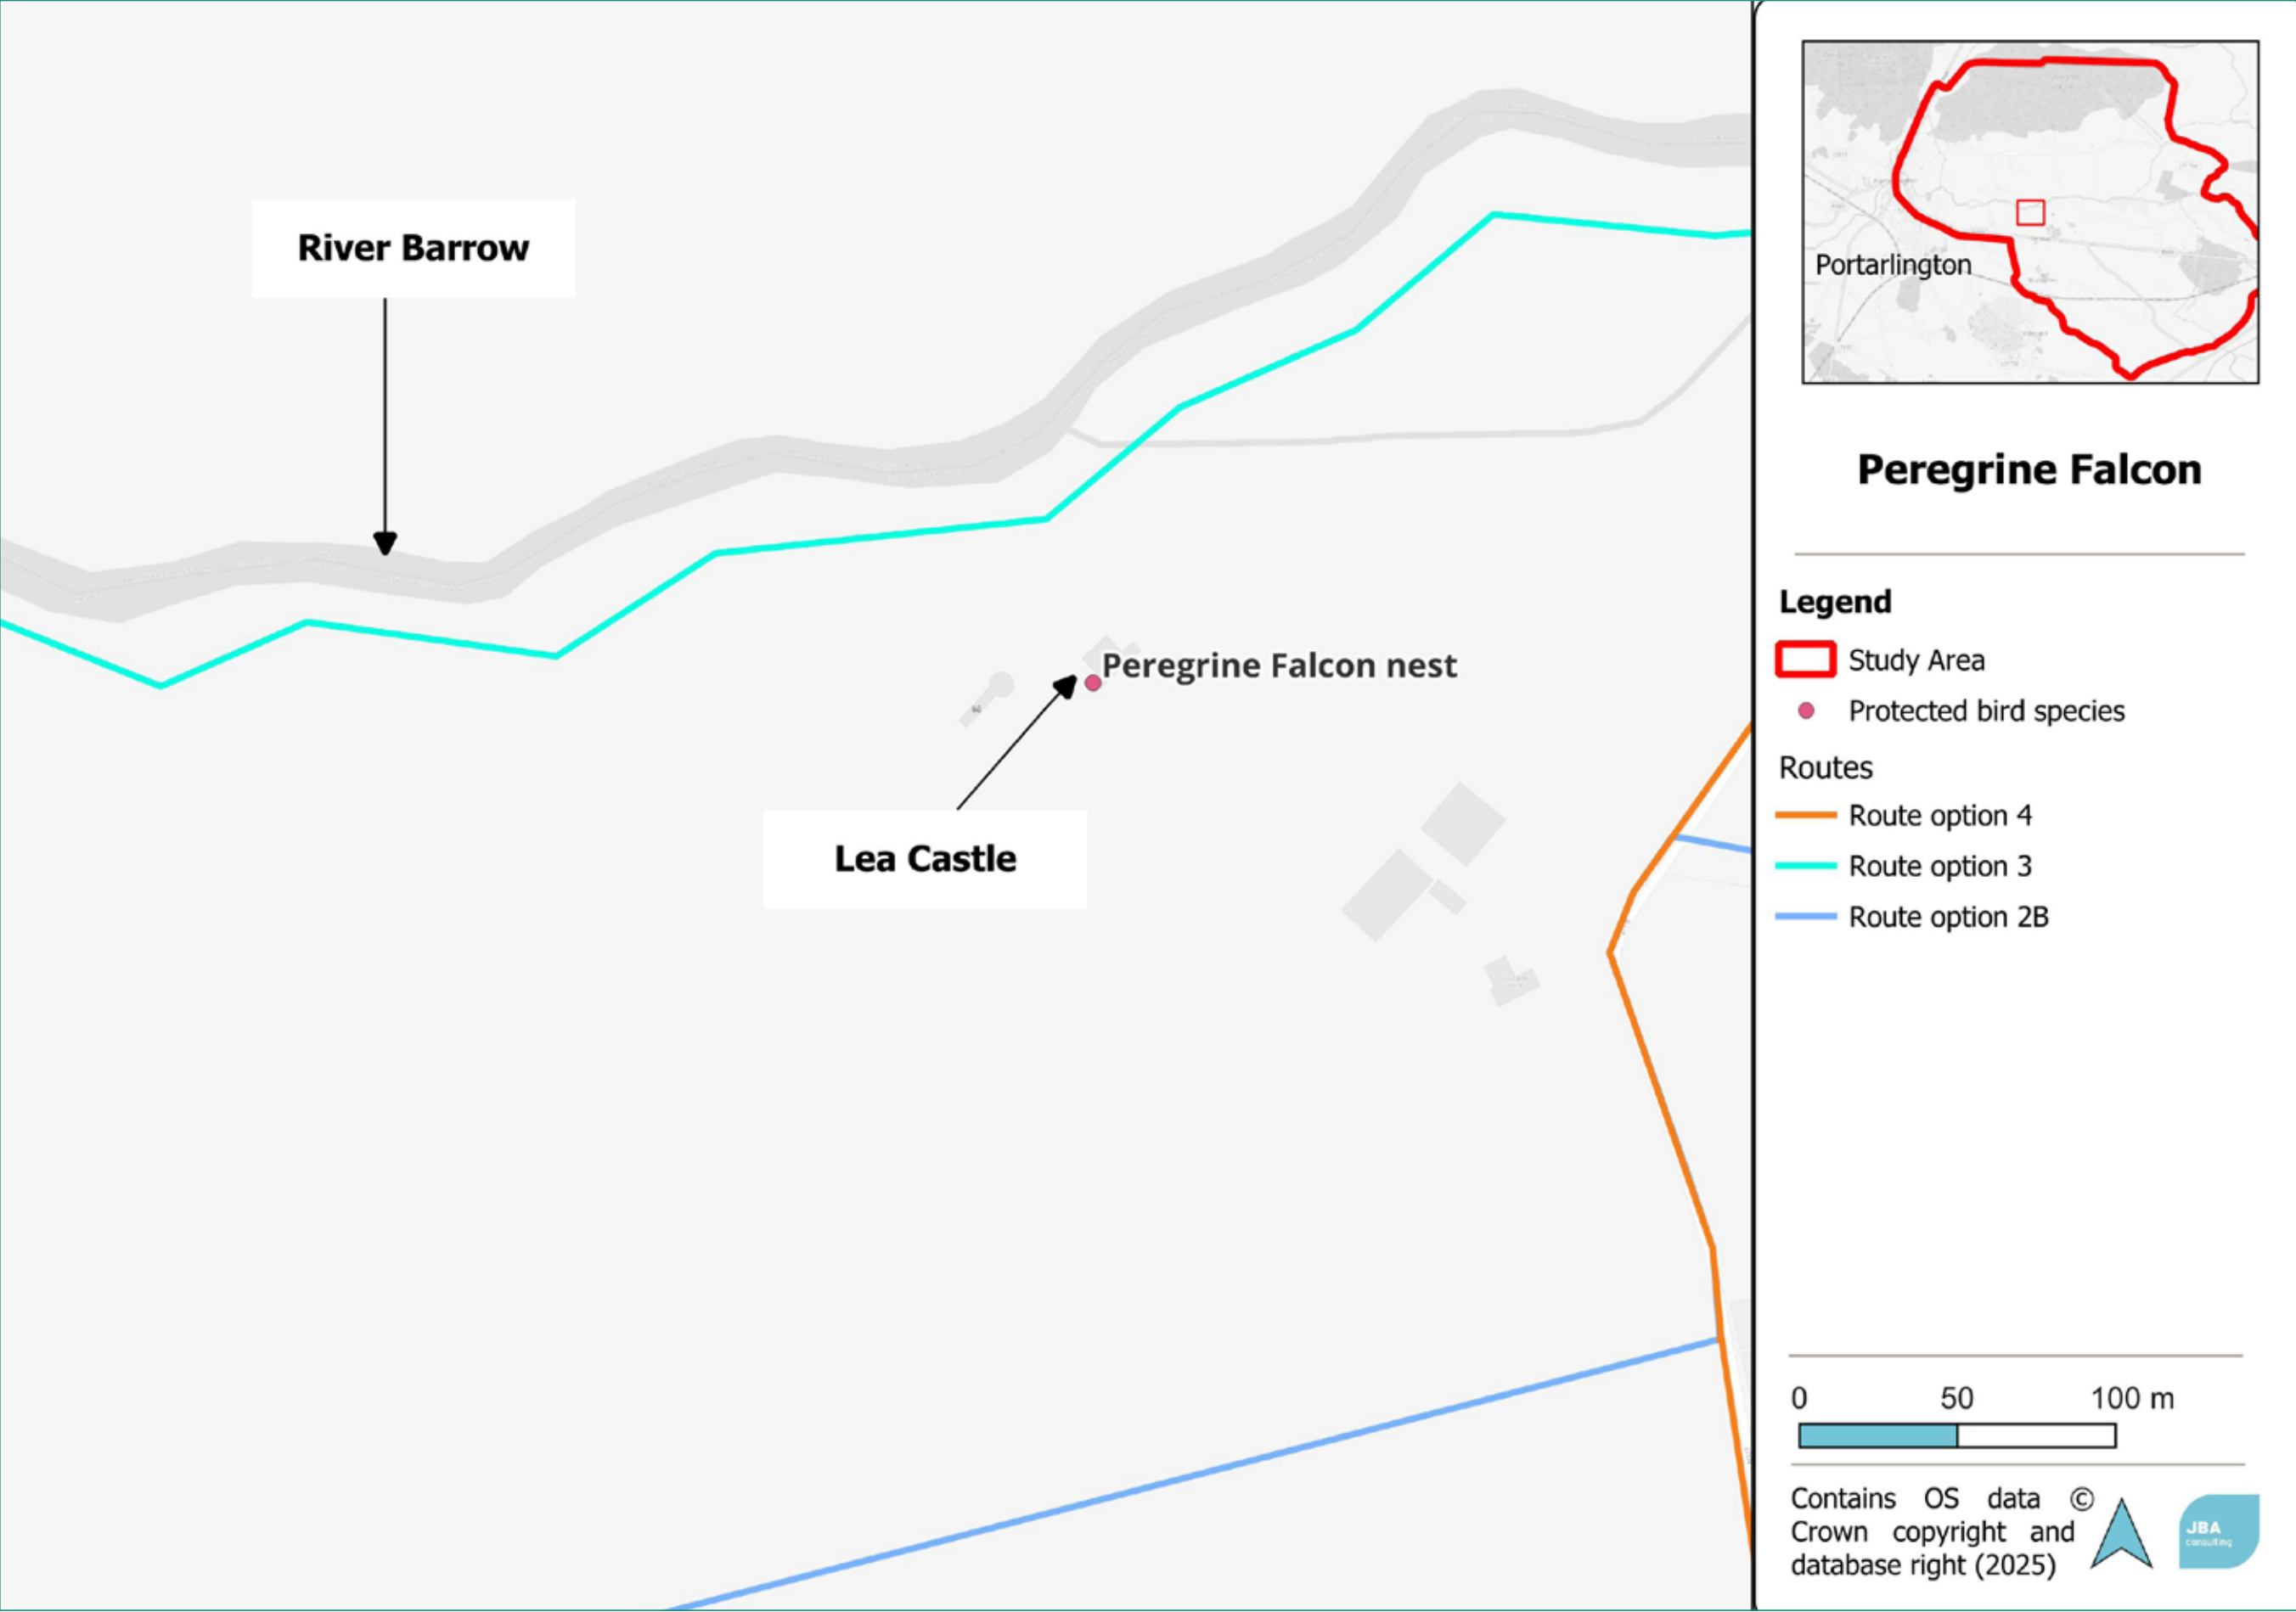 River Barrow
Peregrine Falcon nest
Lea Castle
Portarlington
Peregrine Falcon
Legend
Study Area
Protected bird species
Routes
Route option 4
Route option 3
Route option 2B
0 50 100 m
Contains OS data ©
Crown copyright and
database right (2025)
JBA
consulting